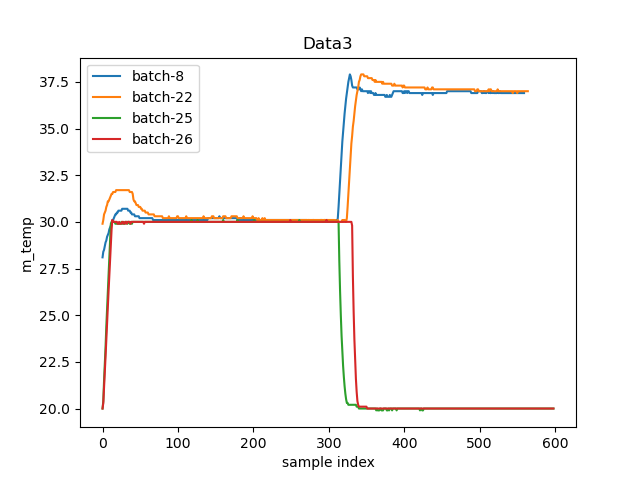 Data3
batch-8
batch-22
batch-25
batch-26
m_temp
37.5
35.0
32.5
30.0
27.5
25.0
22.5
20.0
0 100 200 300 400 500 600
sample index